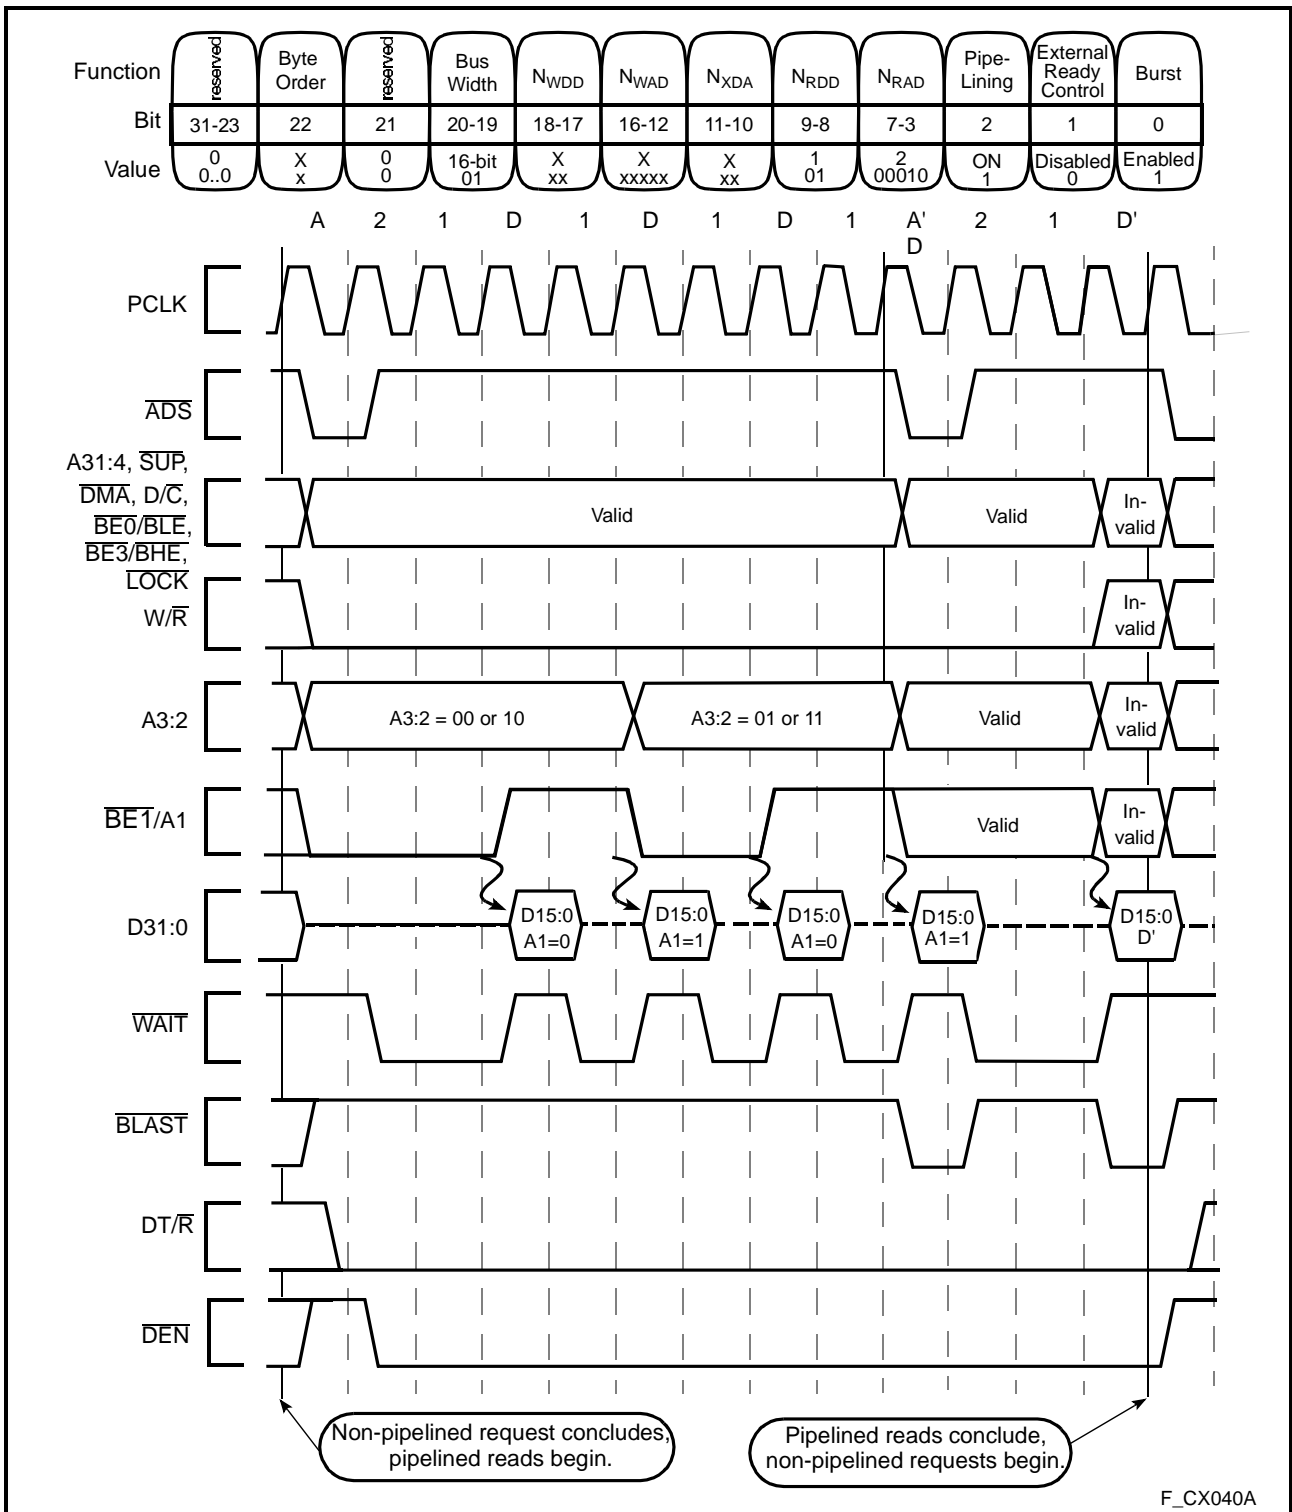 Function reserved Byte Order reserved Bus Width NWDD NWAD NXDA NRDD NRAD Pipe-Lining External Ready Control Burst
Bit 31-23 22 21 20-19 18-17 16-12 11-10 9-8 7-3 2 1 0
Value 0 0..0 X x 0 0 16-bit 01 X xx X xxxxx X xx 1 01 2 00010 ON 1 Disabled 0 Enabled 1
A 2 1 D 1 D 1 D 1 A' D 2 1 D'
PCLK
ADS
A31:4, SUP,
DMA, D/C,
BE0/BLE,
BE3/BHE,
LOCK
Valid Valid In-valid
W/R In-valid
A3:2 A3:2 = 00 or 10 A3:2 = 01 or 11 Valid In-valid
BE1/A1 Valid In-valid
D31:0 D15:0 A1=0 D15:0 A1=1 D15:0 A1=0 D15:0 A1=1 D15:0 D'
WAIT
BLAST
DT/R
DEN
Non-pipelined request concludes,
pipelined reads begin.
Pipelined reads conclude,
non-pipelined requests begin.
F_CX040A